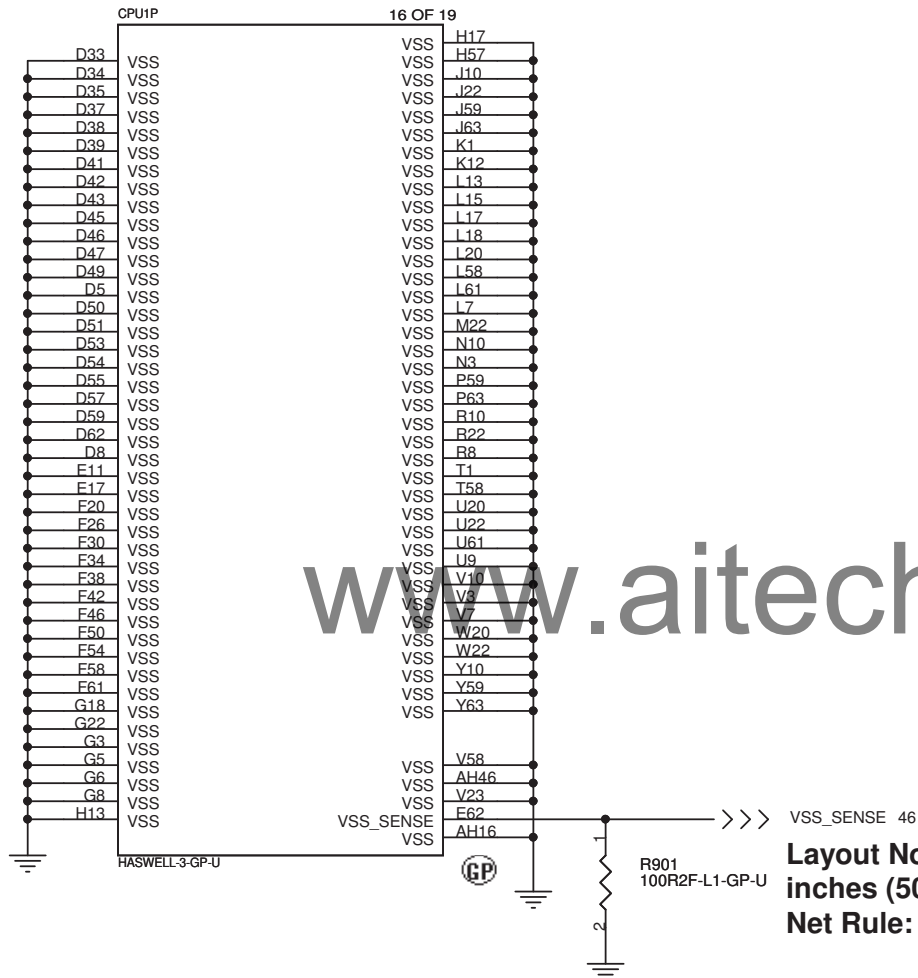 CPU1P 16 OF 19
VSS H17
D33 VSS VSS H57
D34 VSS VSS J10
D35 VSS VSS J22
D37 VSS VSS J59
D38 VSS VSS J63
D39 VSS VSS K1
D41 VSS VSS K12
D42 VSS VSS L13
D43 VSS VSS L15
D45 VSS VSS L17
D46 VSS VSS L18
D47 VSS VSS L20
D49 VSS VSS L58
D5 VSS VSS L61
D50 VSS VSS L7
D51 VSS VSS M22
D53 VSS VSS N10
D54 VSS VSS N3
D55 VSS VSS P59
D57 VSS VSS P63
D59 VSS VSS R10
D62 VSS VSS R22
D8 VSS VSS R8
E11 VSS VSS T1
E17 VSS VSS T58
F20 VSS VSS U20
F26 VSS VSS U22
F30 VSS VSS U61
F34 VSS VSS U9
F38 VSS VSS V10
F42 VSS VSS V3
F46 VSS VSS V7
F50 VSS VSS W20
F54 VSS VSS W22
F58 VSS VSS Y10
F61 VSS VSS Y59
G18 VSS VSS Y63
G22 VSS
G3 VSS
G5 VSS VSS V58
G6 VSS VSS AH46
G8 VSS VSS V23
H13 VSS VSS_SENSE E62 VSS_SENSE 46
VSS AH16
HASWELL-3-GP-U
GP
1
R901
100R2F-L1-GP-U
2
Layout No
inches (50
Net Rule:
www.aitech